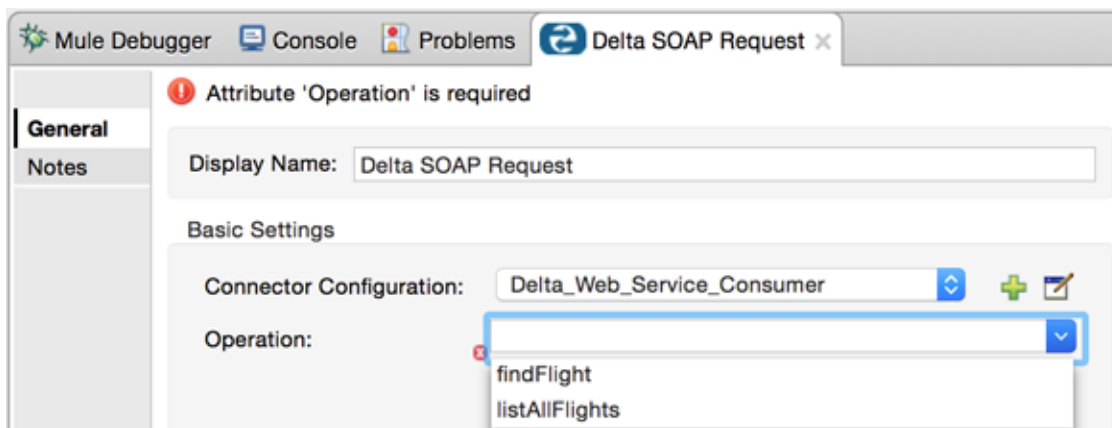 Mule Debugger Console Problems Delta SOAP Request
Attribute 'Operation' is required
General
Notes
Display Name: Delta SOAP Request
Basic Settings
Connector Configuration: Delta_Web_Service_Consumer
Operation:
findFlight
listAllFlights